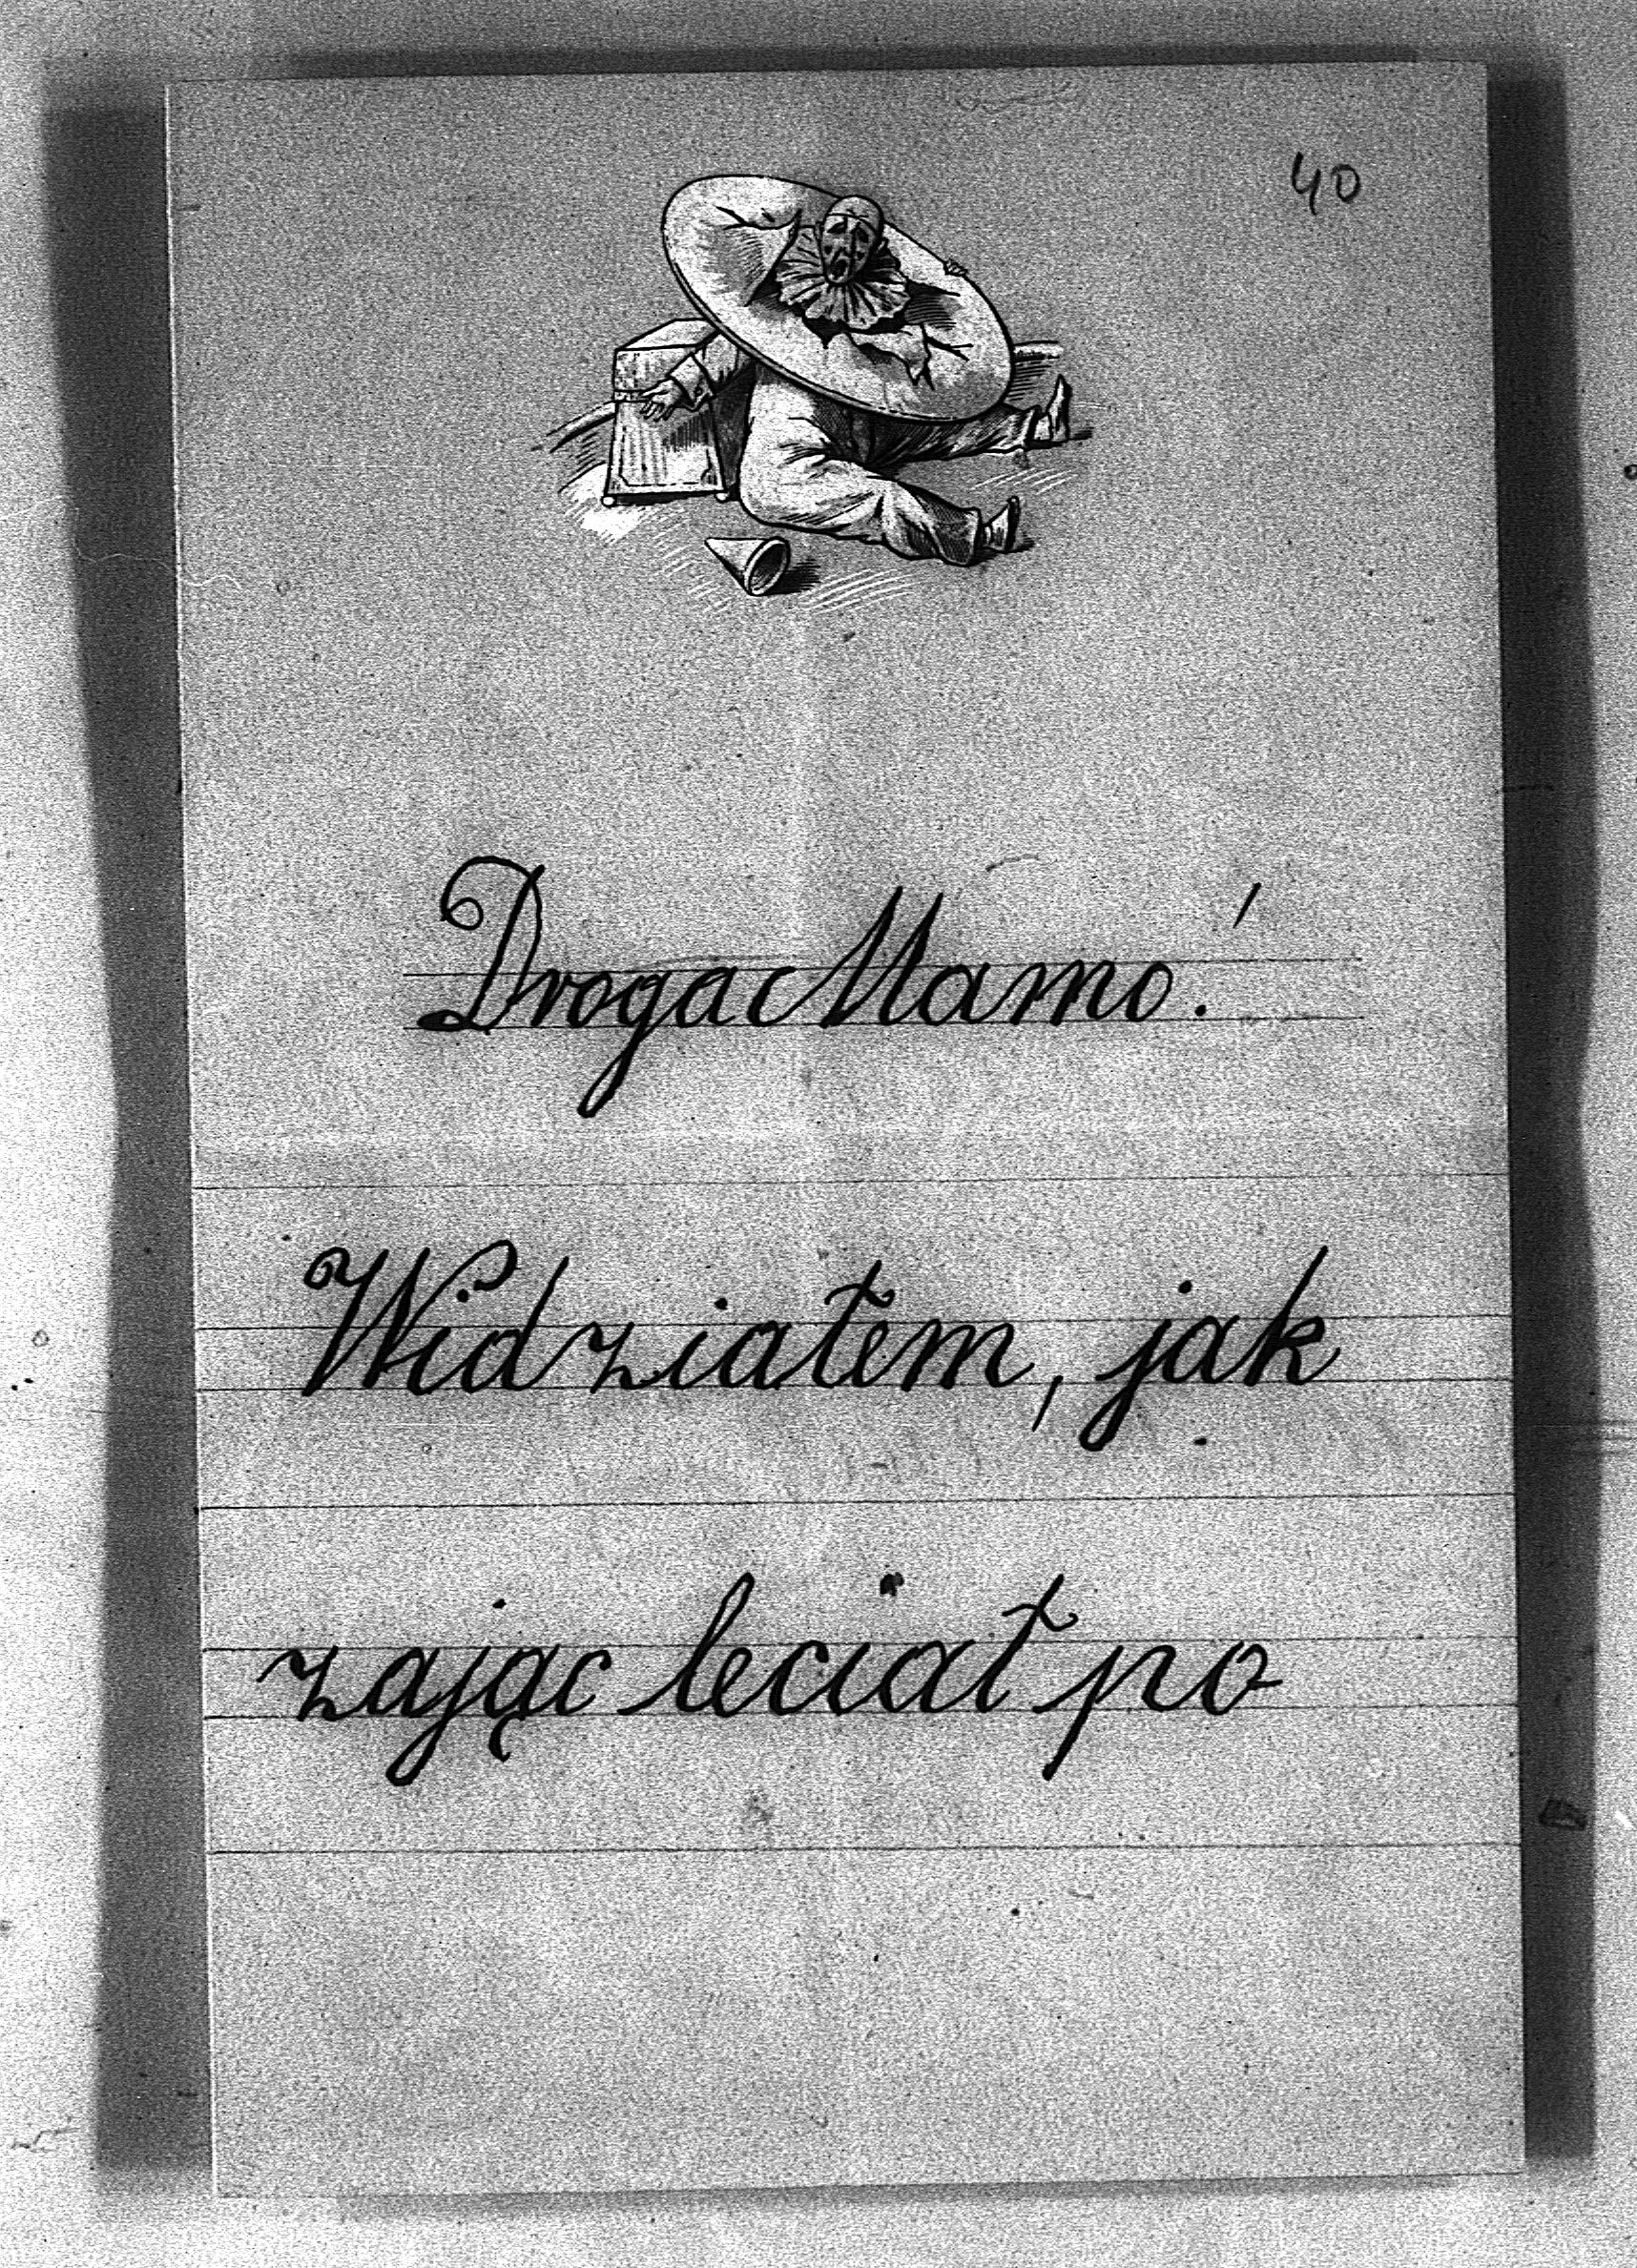 40
Droga Mamo!
Widziałem, jak
zając leciał po